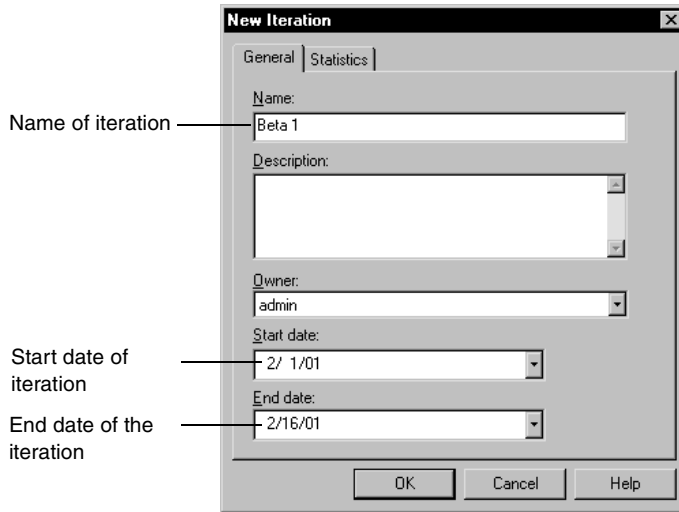 New Iteration
General
Statistics
Name:
Name of iteration
Beta 1
Description:
Owner:
admin
Start date:
Start date of
iteration
2/ 1/01
End date:
End date of the
iteration
2/16/01
OK
Cancel
Help